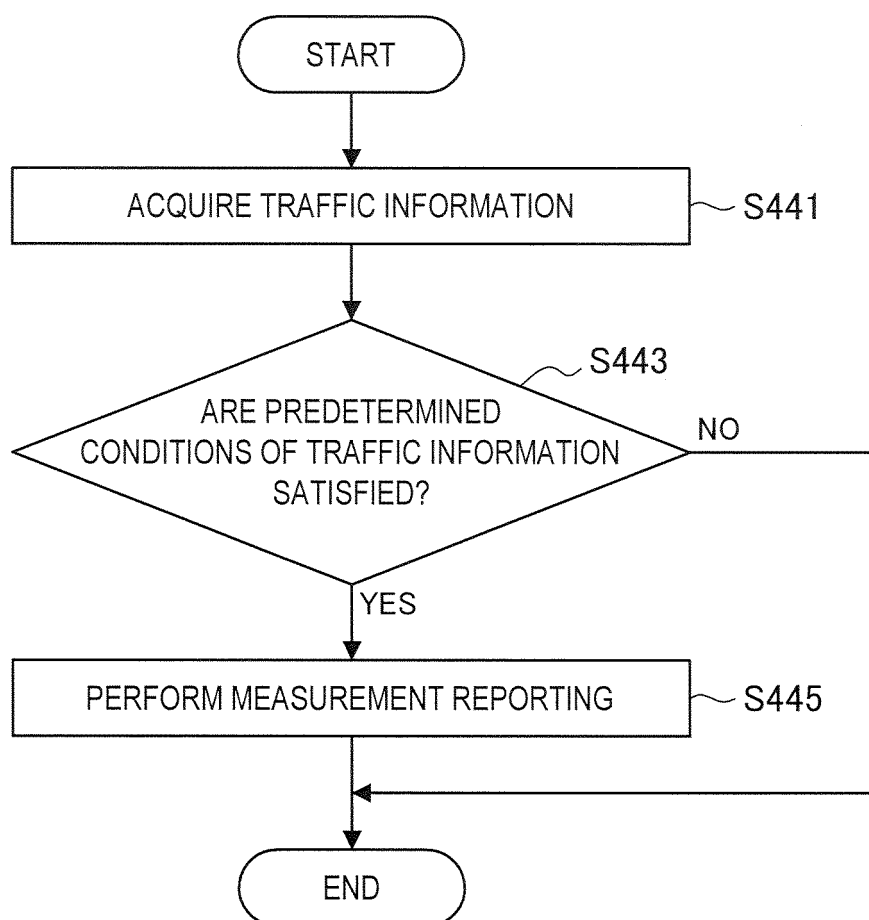 START
ACQUIRE TRAFFIC INFORMATION
S441
S443
ARE PREDETERMINED
CONDITIONS OF TRAFFIC INFORMATION
SATISFIED?
NO
YES
PERFORM MEASUREMENT REPORTING
S445
END